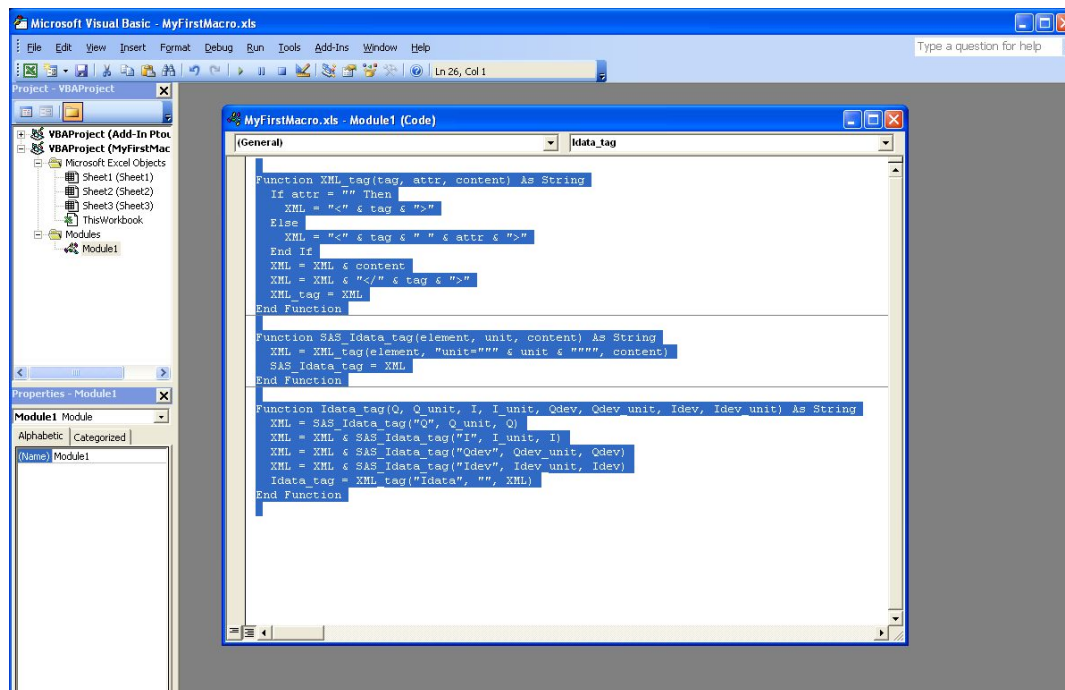 Microsoft Visual Basic - MyFirstMacro.xls
File Edit View Insert Format Debug Run Tools Add-Ins Window Help
Type a question for help
Ln 26, Col 1
Project - VBAProject
VBAProject (Add-In Ptou
VBAProject (MyFirstMac
Microsoft Excel Objects
Sheet1 (Sheet1)
Sheet2 (Sheet2)
Sheet3 (Sheet3)
ThisWorkbook
Modules
Module1
Properties - Module1
Module1 Module
Alphabetic Categorized
(Name) Module1
MyFirstMacro.xls - Module1 (Code)
(General) Idata_tag
Function XML_tag(tag, attr, content) As String
If attr = "" Then
XML = "<" & tag & ">"
Else
XML = "<" & tag & " " & attr & ">"
End If
XML = XML & content
XML = XML & "</" & tag & ">"
XML_tag = XML
End Function
Function SAS_Idata_tag(element, unit, content) As String
XML = XML_tag(element, "unit=""" & unit & """", content)
SAS_Idata_tag = XML
End Function
Function Idata_tag(Q, Q_unit, I, I_unit, Qdev, Qdev_unit, Idev, Idev_unit) As String
XML = SAS_Idata_tag("Q", Q_unit, Q)
XML = XML & SAS_Idata_tag("I", I_unit, I)
XML = XML & SAS_Idata_tag("Qdev", Qdev_unit, Qdev)
XML = XML & SAS_Idata_tag("Idev", Idev_unit, Idev)
Idata_tag = XML_tag("Idata", "", XML)
End Function